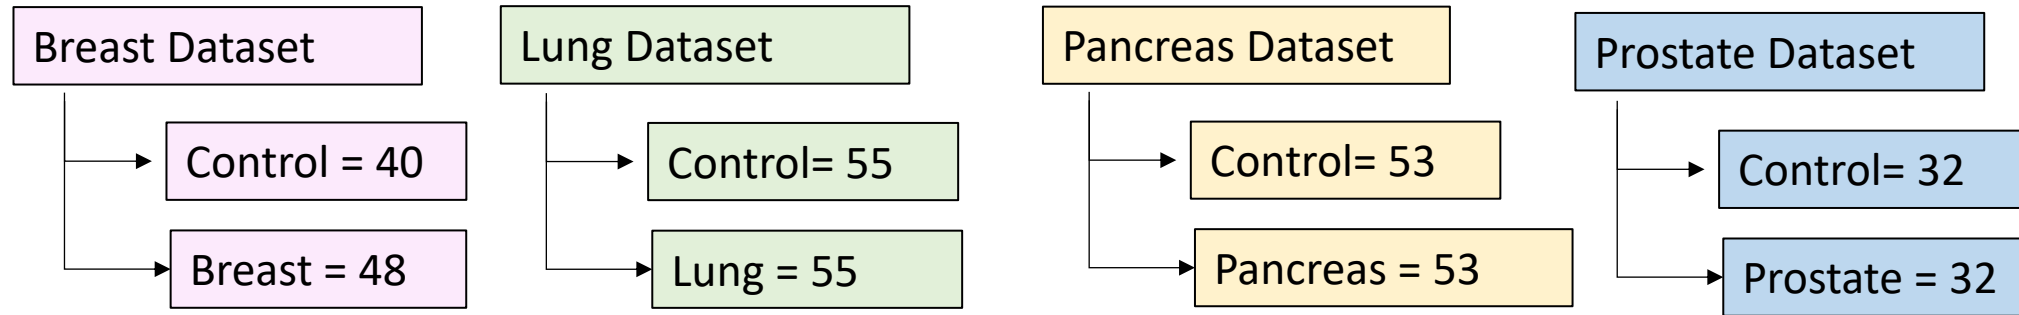 Breast Dataset
Control = 40
Breast = 48
Lung Dataset
Control= 55
Lung = 55
Pancreas Dataset
Control= 53
Pancreas = 53
Prostate Dataset
Control= 32
Prostate = 32